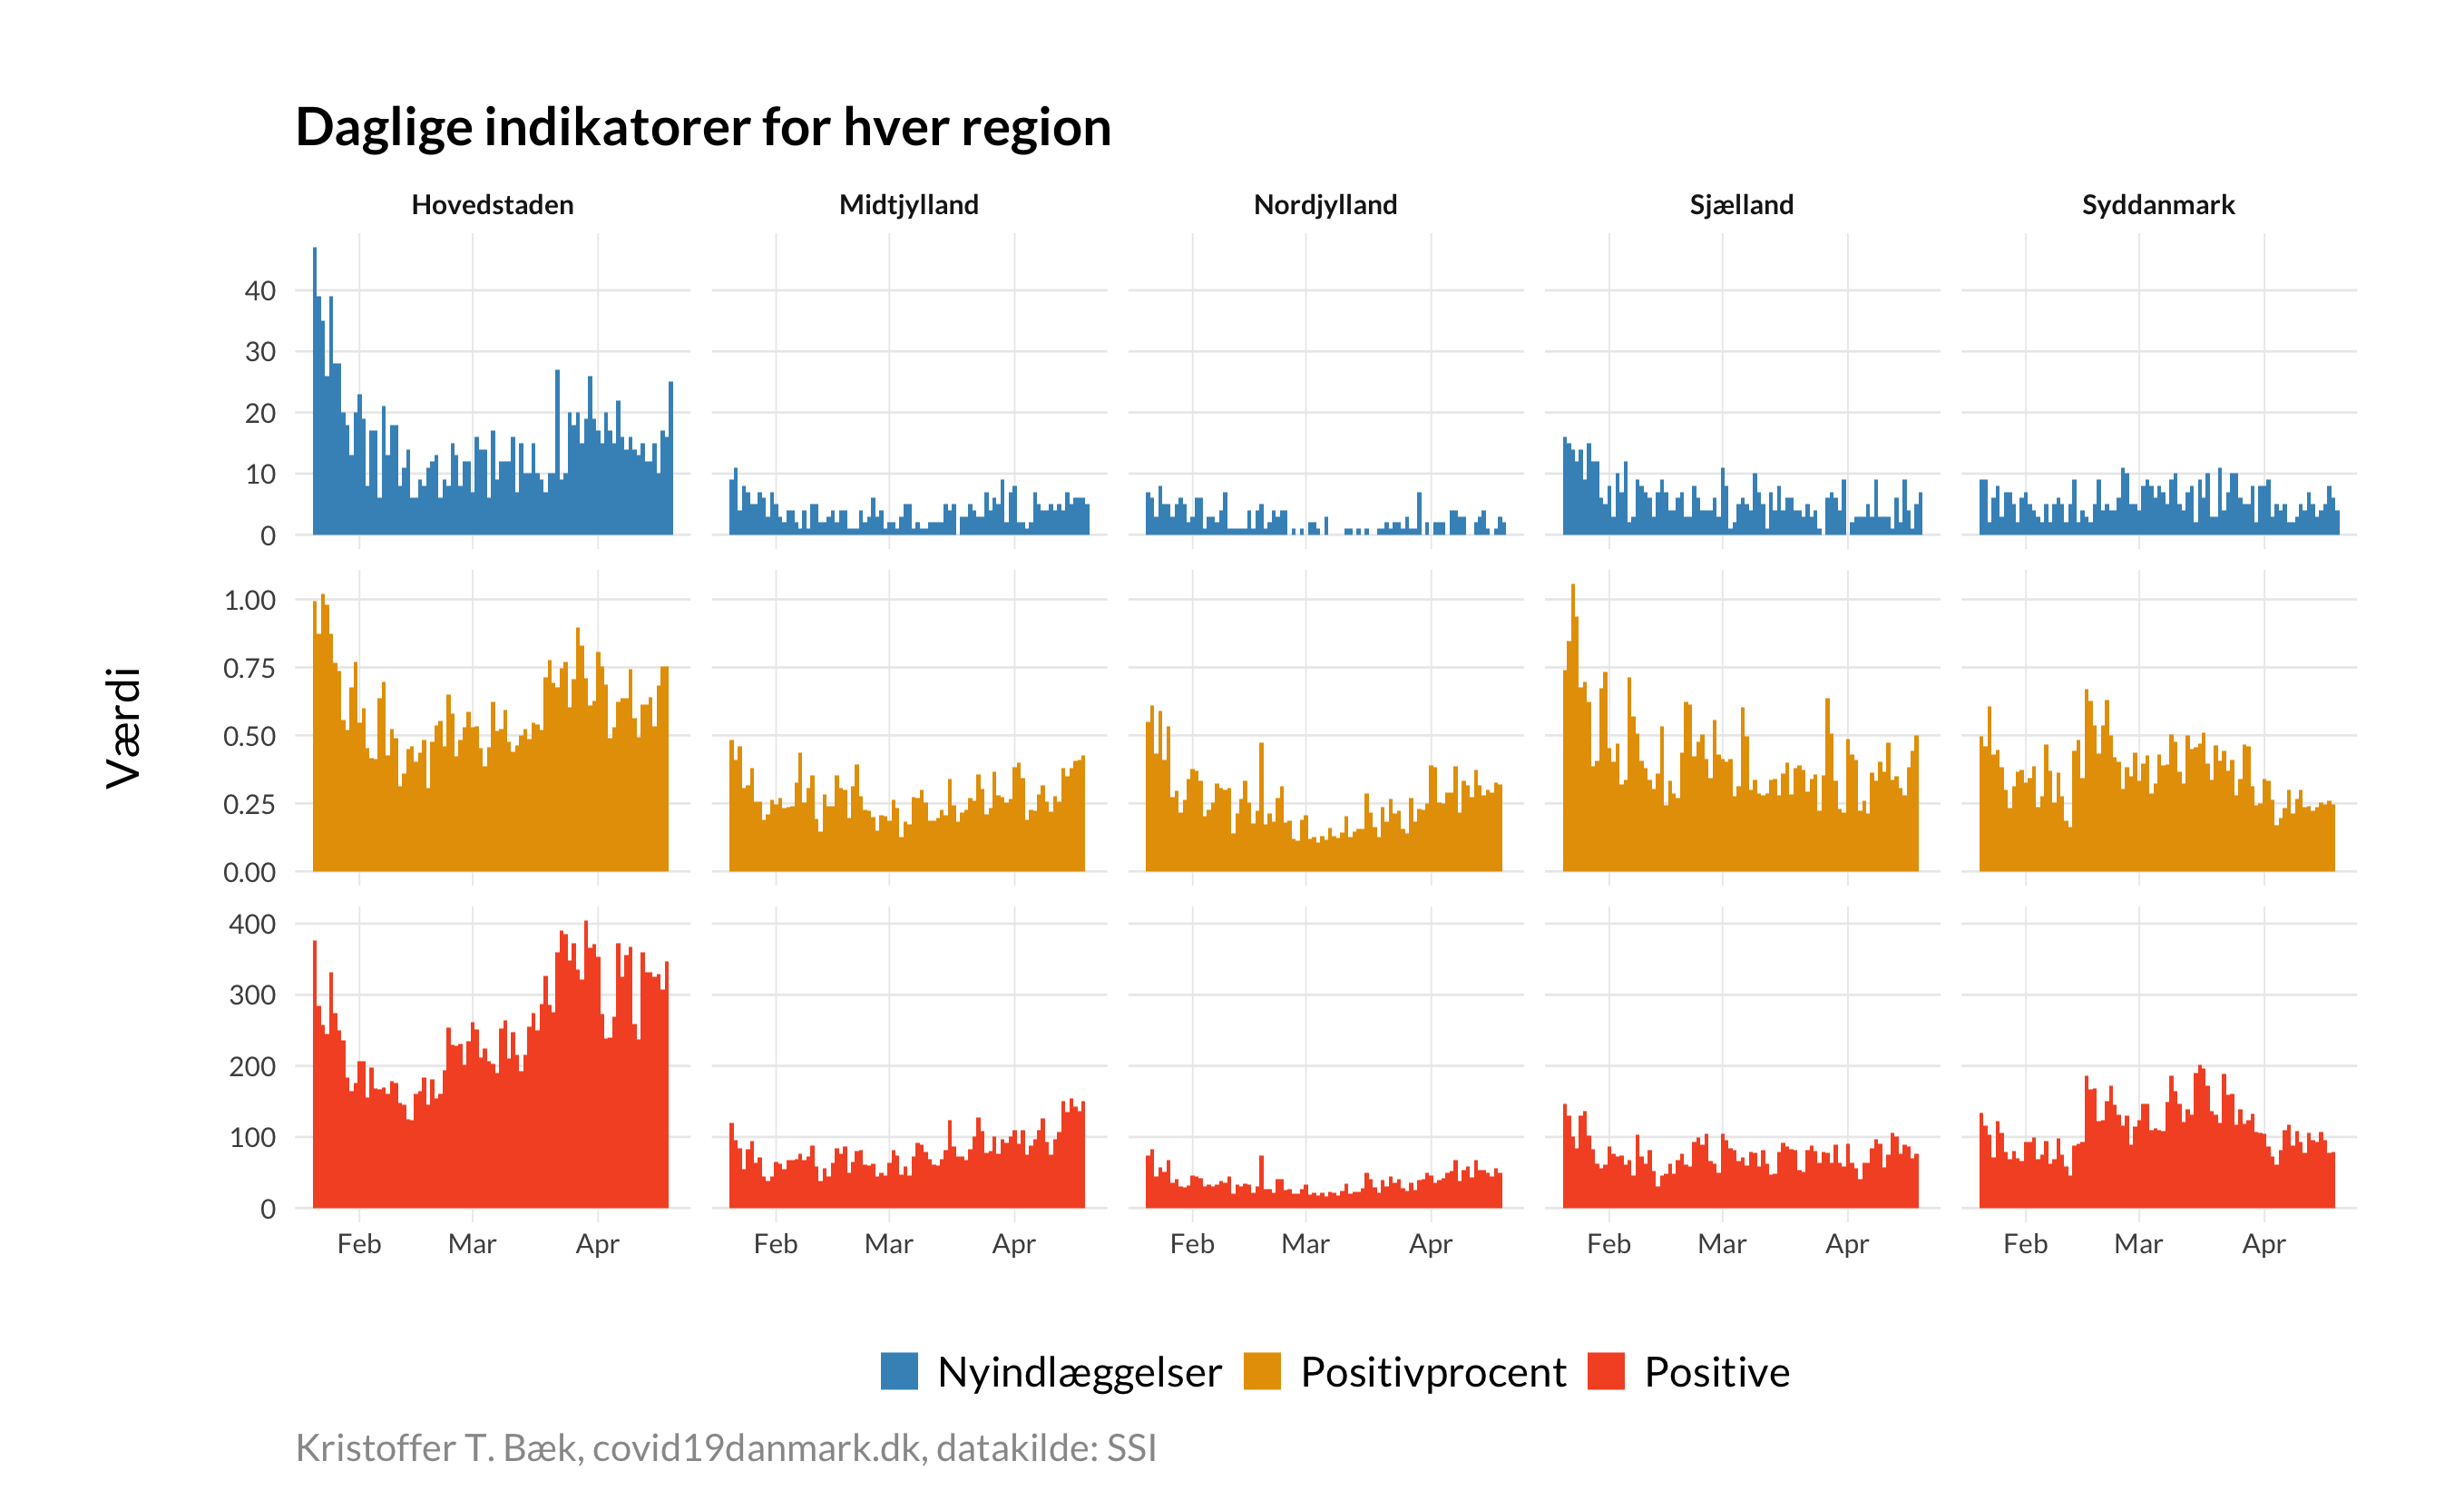 Daglige indikatorer for hver region
Hovedstaden Midtjylland Nordjylland Sjælland Syddanmark
40
30
20
10
0
1.00
0.75
0.50
0.25
0.00
400
300
200
100
0
Værdi
Feb Mar Apr Feb Mar Apr Feb Mar Apr Feb Mar Apr Feb Mar Apr
Nyindlæggelser Positivprocent Positive
Kristoffer T. Bæk, covid19danmark.dk, datakilde: SSI